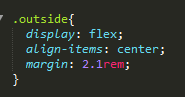 .outside{
display: flex;
align-items: center;
margin: 2.1rem;
}